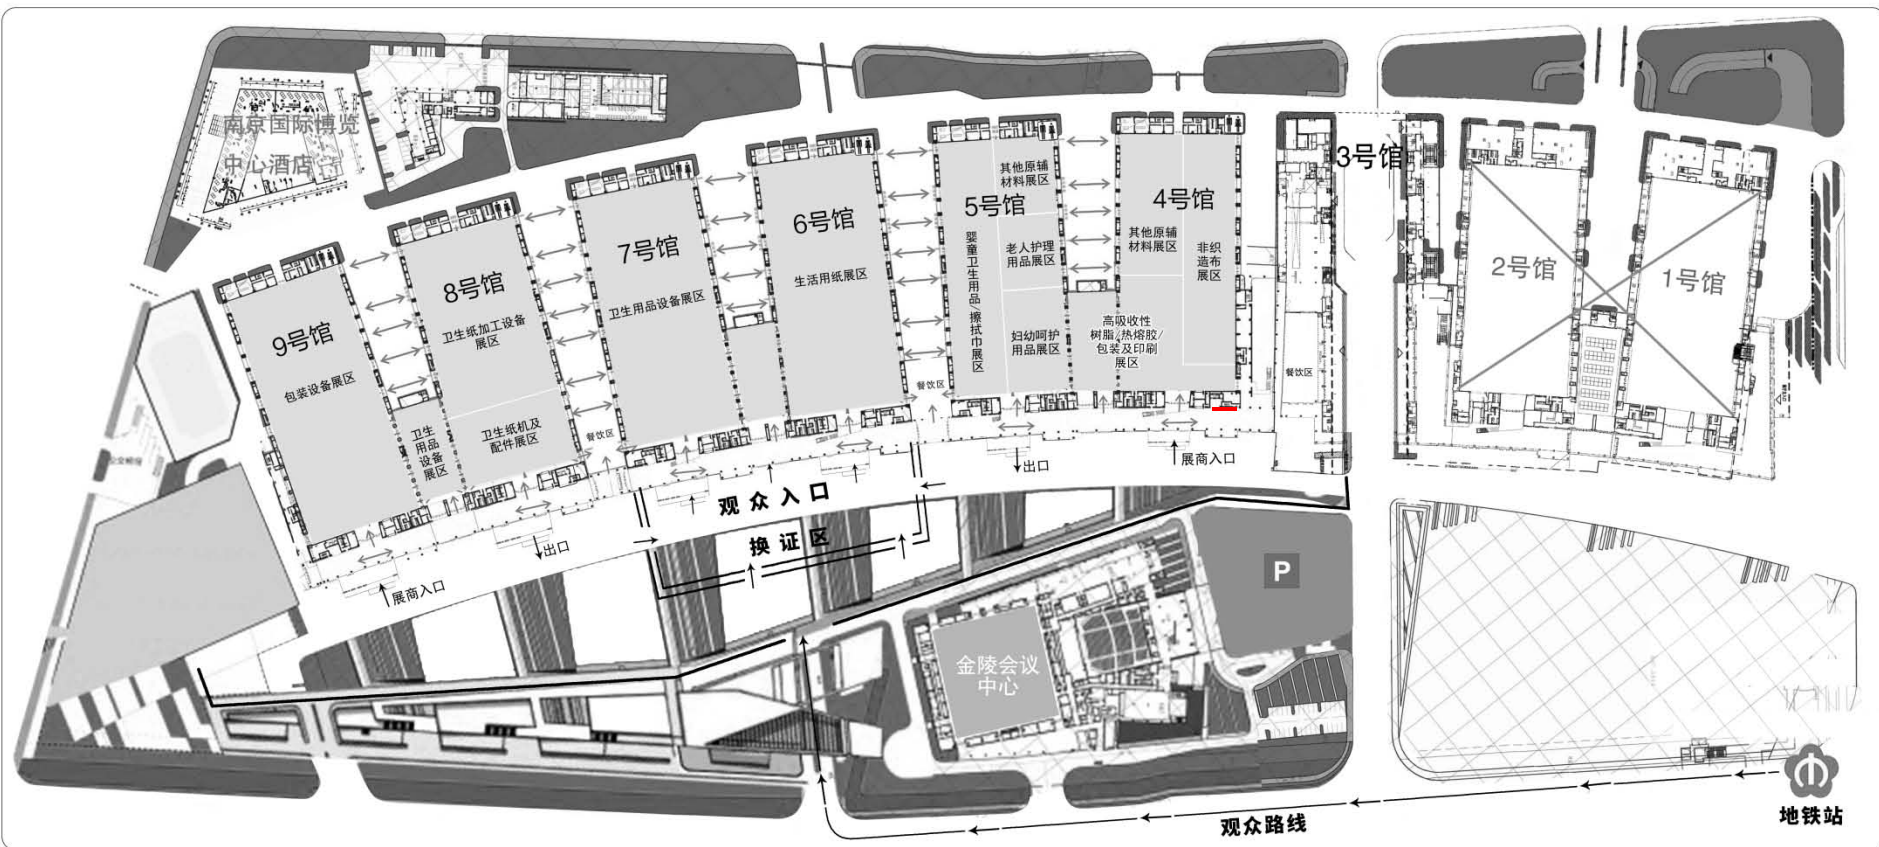 南京国际博览
中心酒店
9号馆
包装设备展区
8号馆
卫生纸加工设备
展区
卫生
用品
设备
展区
卫生纸机及
配件展区
餐饮区
7号馆
卫生用品设备展区
6号馆
生活用纸展区
餐饮区
5号馆
婴童卫生用品/擦拭巾展区
其他原辅
材料展区
老人护理
用品展区
妇幼呵护
用品展区
4号馆
其他原辅
材料展区
非织
造布
展区
高吸收性
树脂/热熔胶/
包装及印刷
展区
3号馆
餐饮区
2号馆
1号馆
展商入口
出口
观众入口
换证区
出口
展商入口
P
金陵会议
中心
观众路线
地铁站